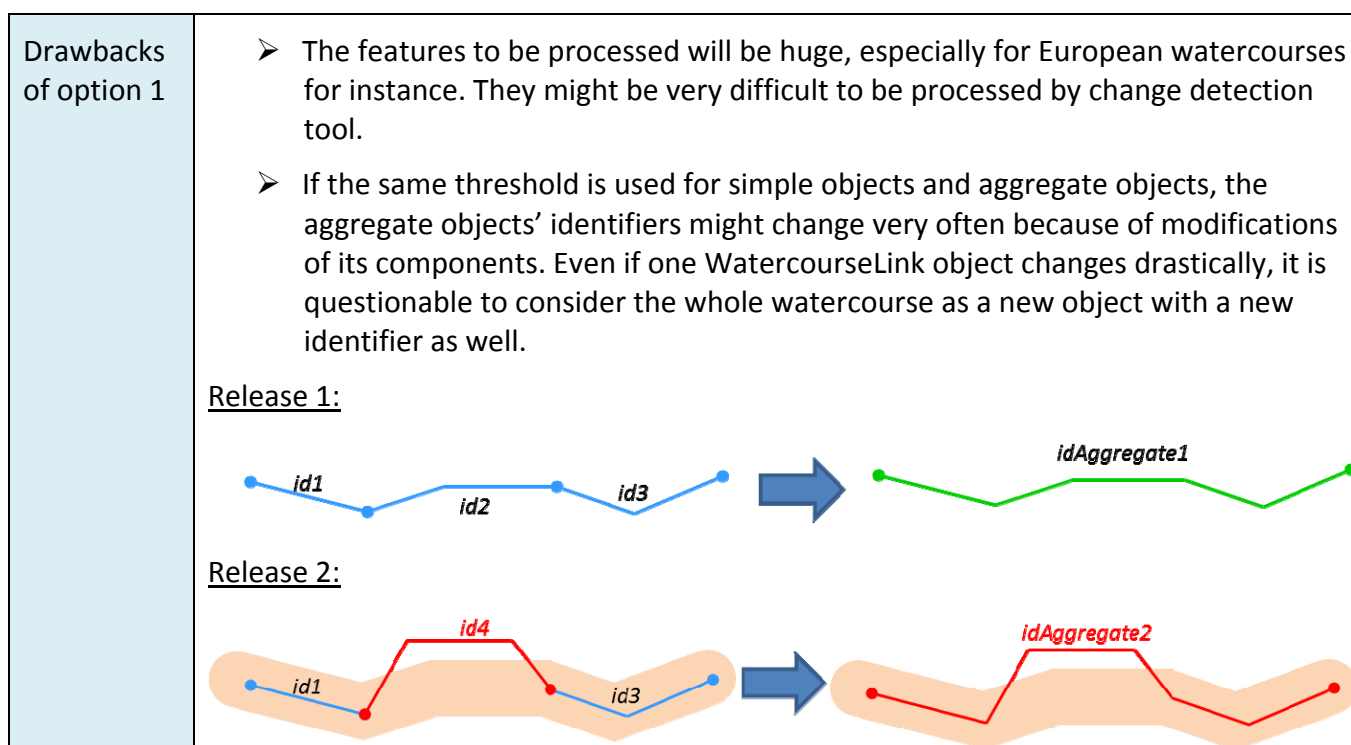 Drawbacks
of option 1
➢ The features to be processed will be huge, especially for European watercourses
for instance. They might be very difficult to be processed by change detection
tool.
➢ If the same threshold is used for simple objects and aggregate objects, the
aggregate objects’ identifiers might change very often because of modifications
of its components. Even if one WatercourseLink object changes drastically, it is
questionable to consider the whole watercourse as a new object with a new
identifier as well.
Release 1:
id1 id2 id3 idAggregate1
Release 2:
id1 id4 id3 idAggregate2